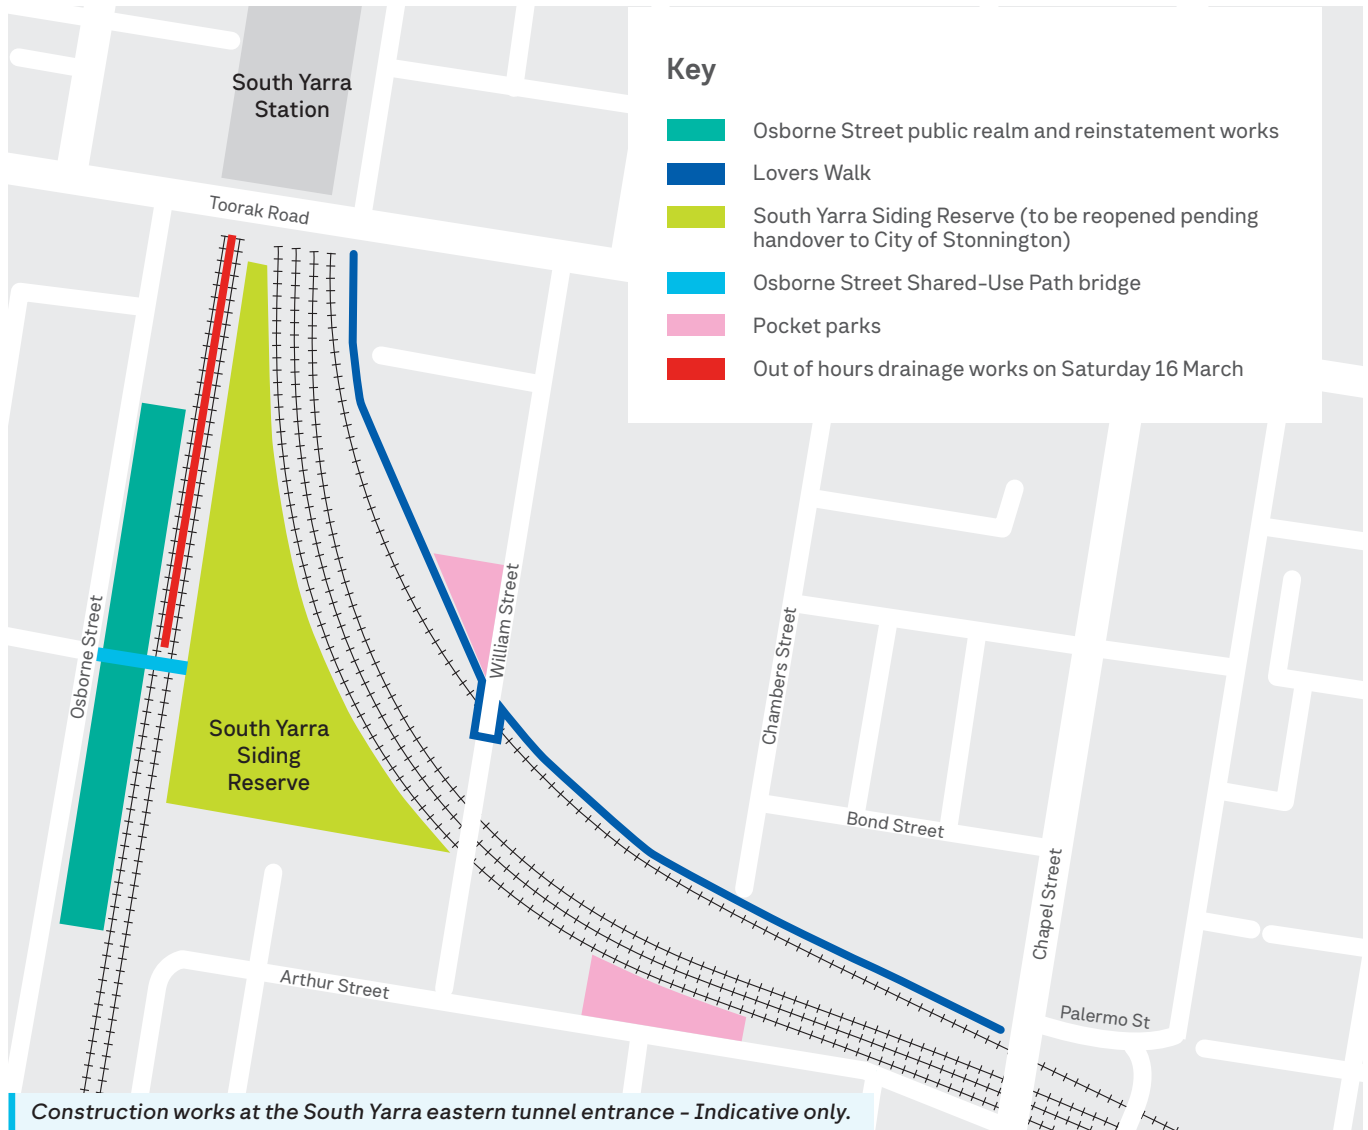 South Yarra
Station
Toorak Road
Key
Osborne Street public realm and reinstatement works
Lovers Walk
South Yarra Siding Reserve (to be reopened pending
handover to City of Stonnington)
Osborne Street Shared-Use Path bridge
Pocket parks
Out of hours drainage works on Saturday 16 March
Osborne Street
William Street
Chambers Street
South Yarra
Siding
Reserve
Bond Street
Chapel Street
Arthur Street
Palermo St
Construction works at the South Yarra eastern tunnel entrance - Indicative only.